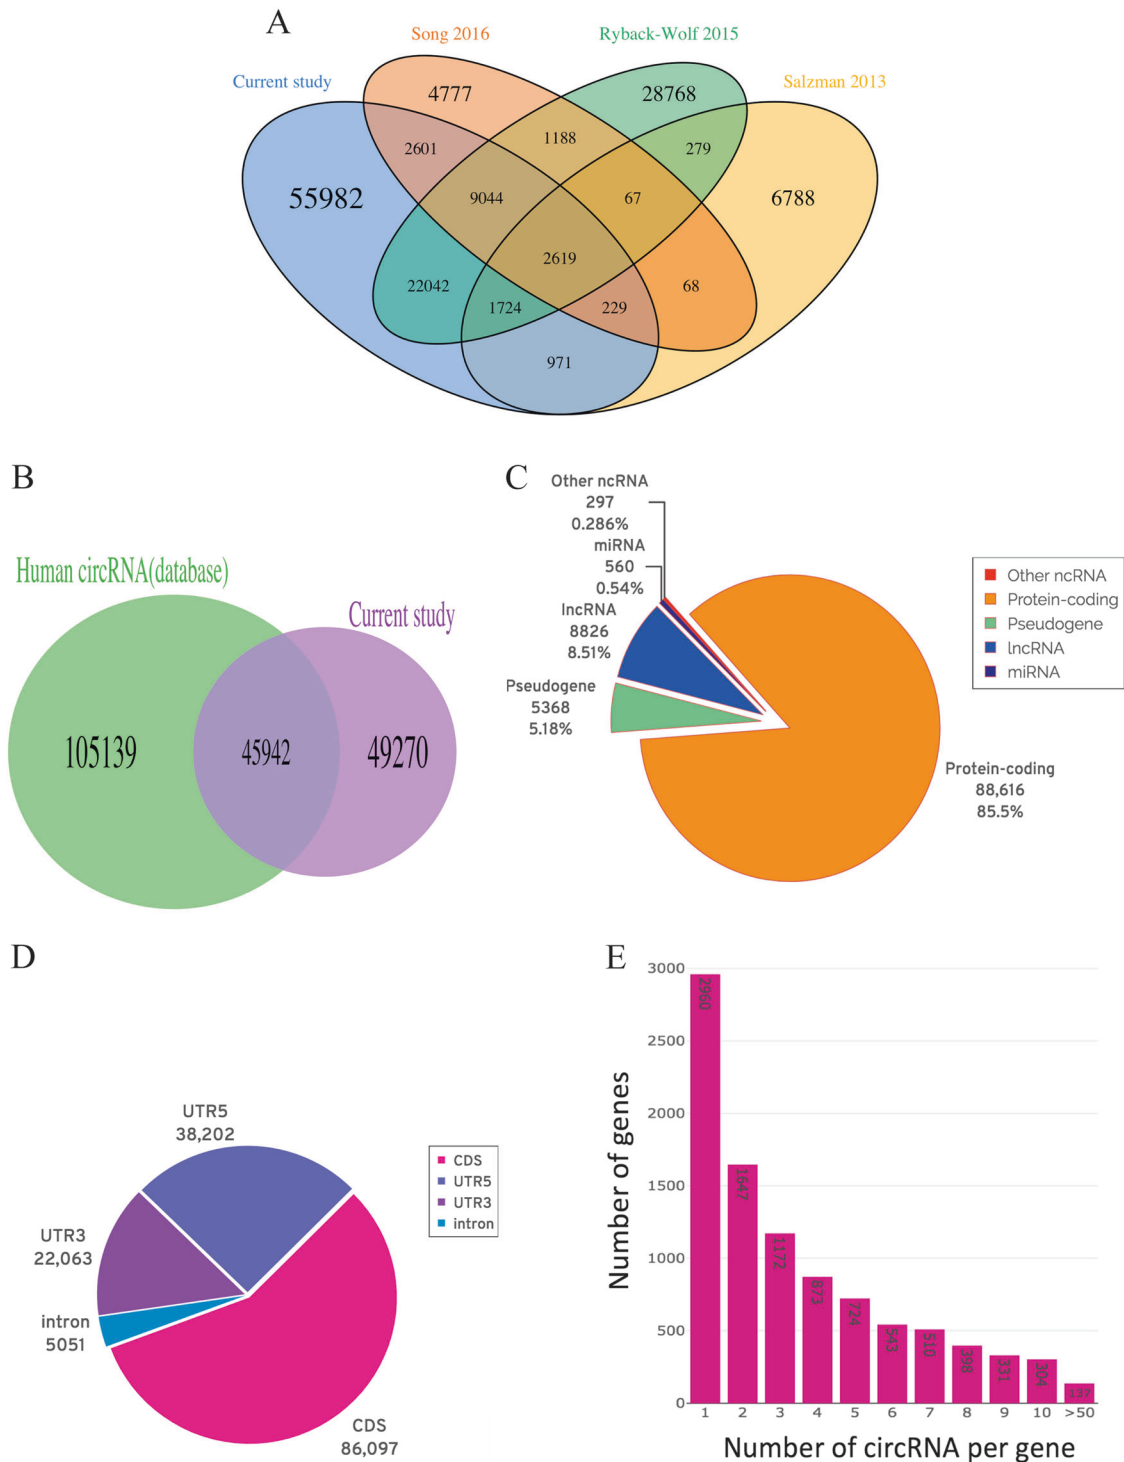 A
Song 2016
Ryback-Wolf 2015
Current study
Salzman 2013
4777
28768
2601
1188
279
55982
9044
67
6788
2619
22042
1724
229
68
971
B
Human circRNA(database)
Current study
105139
45942
49270
C
Other ncRNA
297
0.286%
miRNA
560
0.54%
lncRNA
8826
8.51%
Pseudogene
5368
5.18%
Protein-coding
88,616
85.5%
Other ncRNA
Protein-coding
Pseudogene
lncRNA
miRNA
D
UTR5
38,202
UTR3
22,063
intron
5051
CDS
86,097
CDS
UTR5
UTR3
intron
E
Number of genes
3000
2500
2000
1500
1000
500
0
2960
1647
1172
873
724
543
510
398
331
304
137
1 2 3 4 5 6 7 8 9 10 >50
Number of circRNA per gene